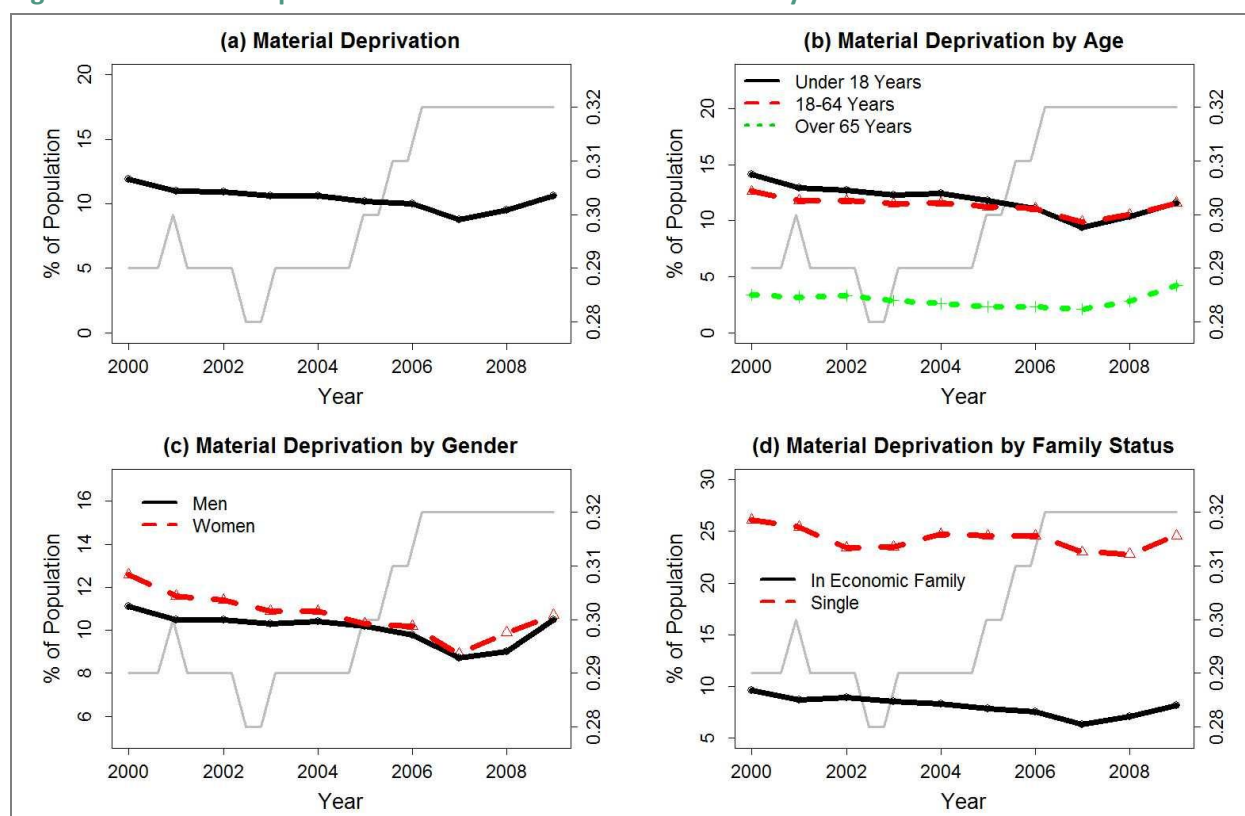 (a) Material Deprivation
% of Population
20
15
10
5
0
0.32
0.31
0.30
0.29
0.28
2000 2002 2004 2006 2008
Year
(b) Material Deprivation by Age
Under 18 Years
18-64 Years
Over 65 Years
% of Population
20
15
10
5
0
0.32
0.31
0.30
0.29
0.28
2000 2002 2004 2006 2008
Year
(c) Material Deprivation by Gender
Men
Women
% of Population
16
14
12
10
8
6
0.32
0.31
0.30
0.29
0.28
2000 2002 2004 2006 2008
Year
(d) Material Deprivation by Family Status
In Economic Family
Single
% of Population
30
25
20
15
10
5
0.32
0.31
0.30
0.29
0.28
2000 2002 2004 2006 2008
Year